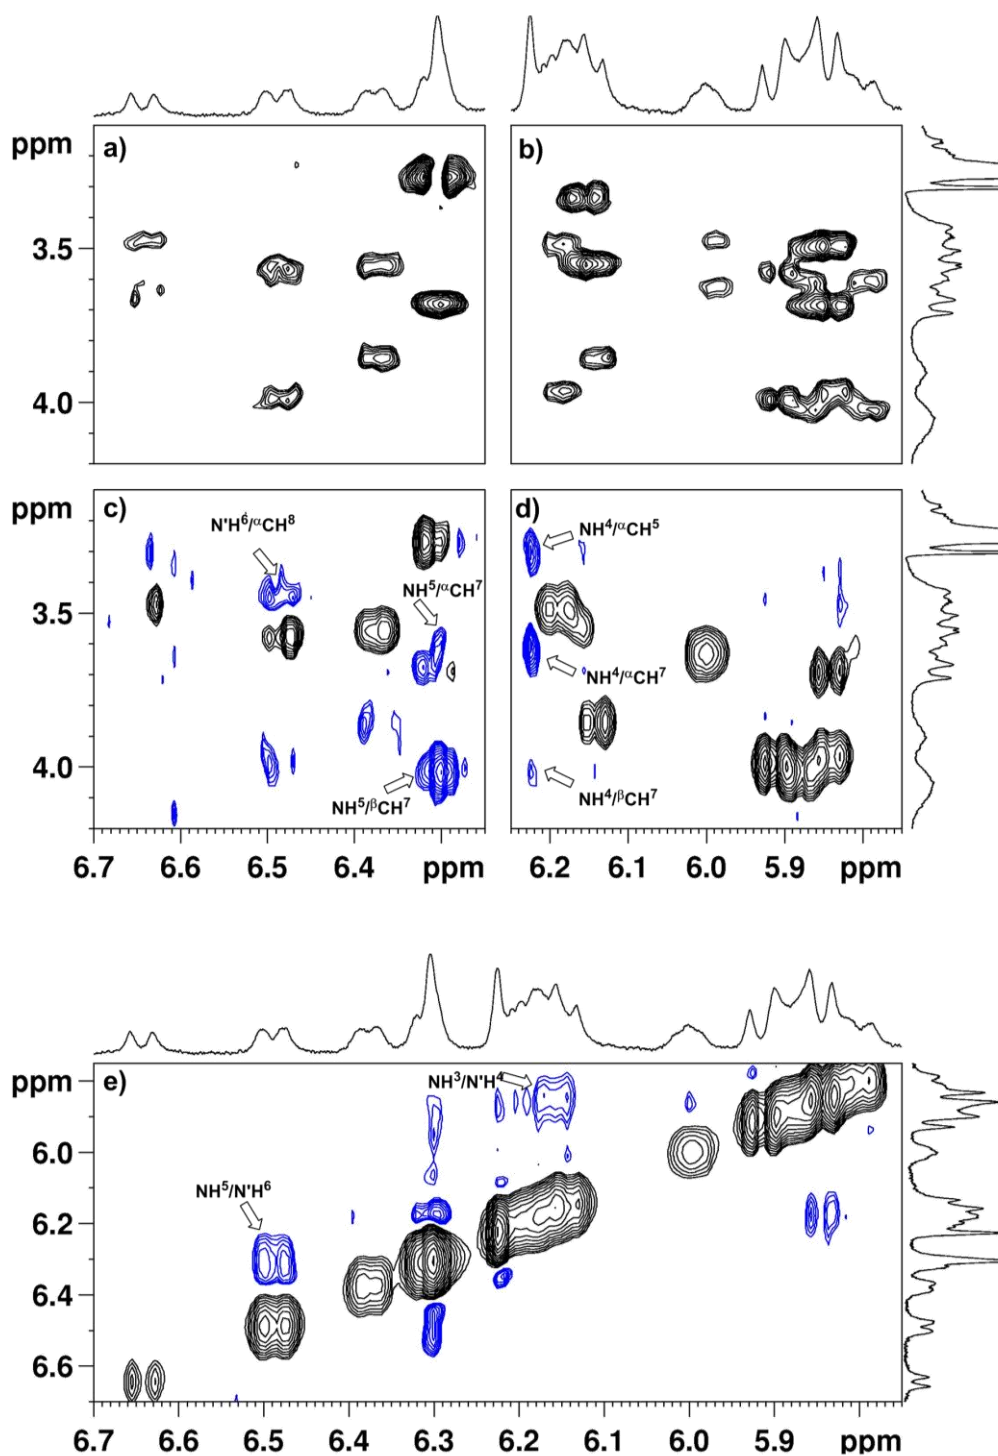 ppm a) b)
3.5
4.0
ppm c) d)
N'H⁶/αCH⁸
NH⁴/αCH⁵
NH⁵/αCH⁷
3.5
NH⁴/αCH⁷
4.0
NH⁵/βCH⁷
NH⁴/βCH⁷
6.7 6.6 6.5 6.4 ppm 6.2 6.1 6.0 5.9 ppm
ppm e)
NH³/N'H⁴
6.0
NH⁵/N'H⁶
6.2
6.4
6.6
6.7 6.6 6.5 6.4 6.3 6.2 6.1 6.0 5.9 ppm